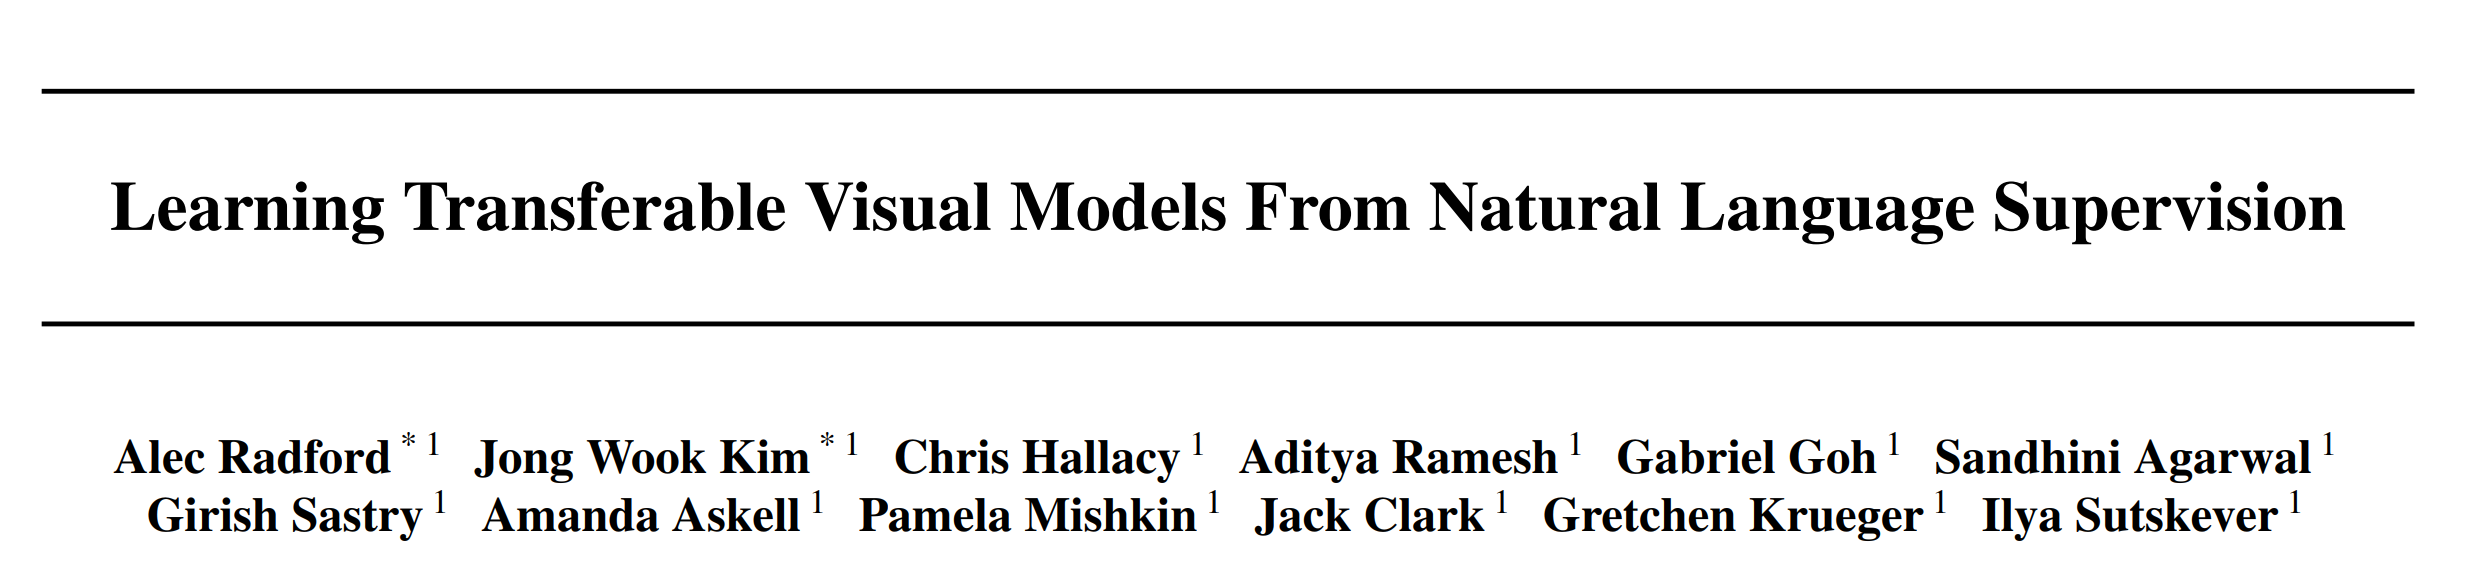 Learning Transferable Visual Models From Natural Language Supervision
Alec Radford * 1 Jong Wook Kim * 1 Chris Hallacy 1 Aditya Ramesh 1 Gabriel Goh 1 Sandhini Agarwal 1
Girish Sastry 1 Amanda Askell 1 Pamela Mishkin 1 Jack Clark 1 Gretchen Krueger 1 Ilya Sutskever 1